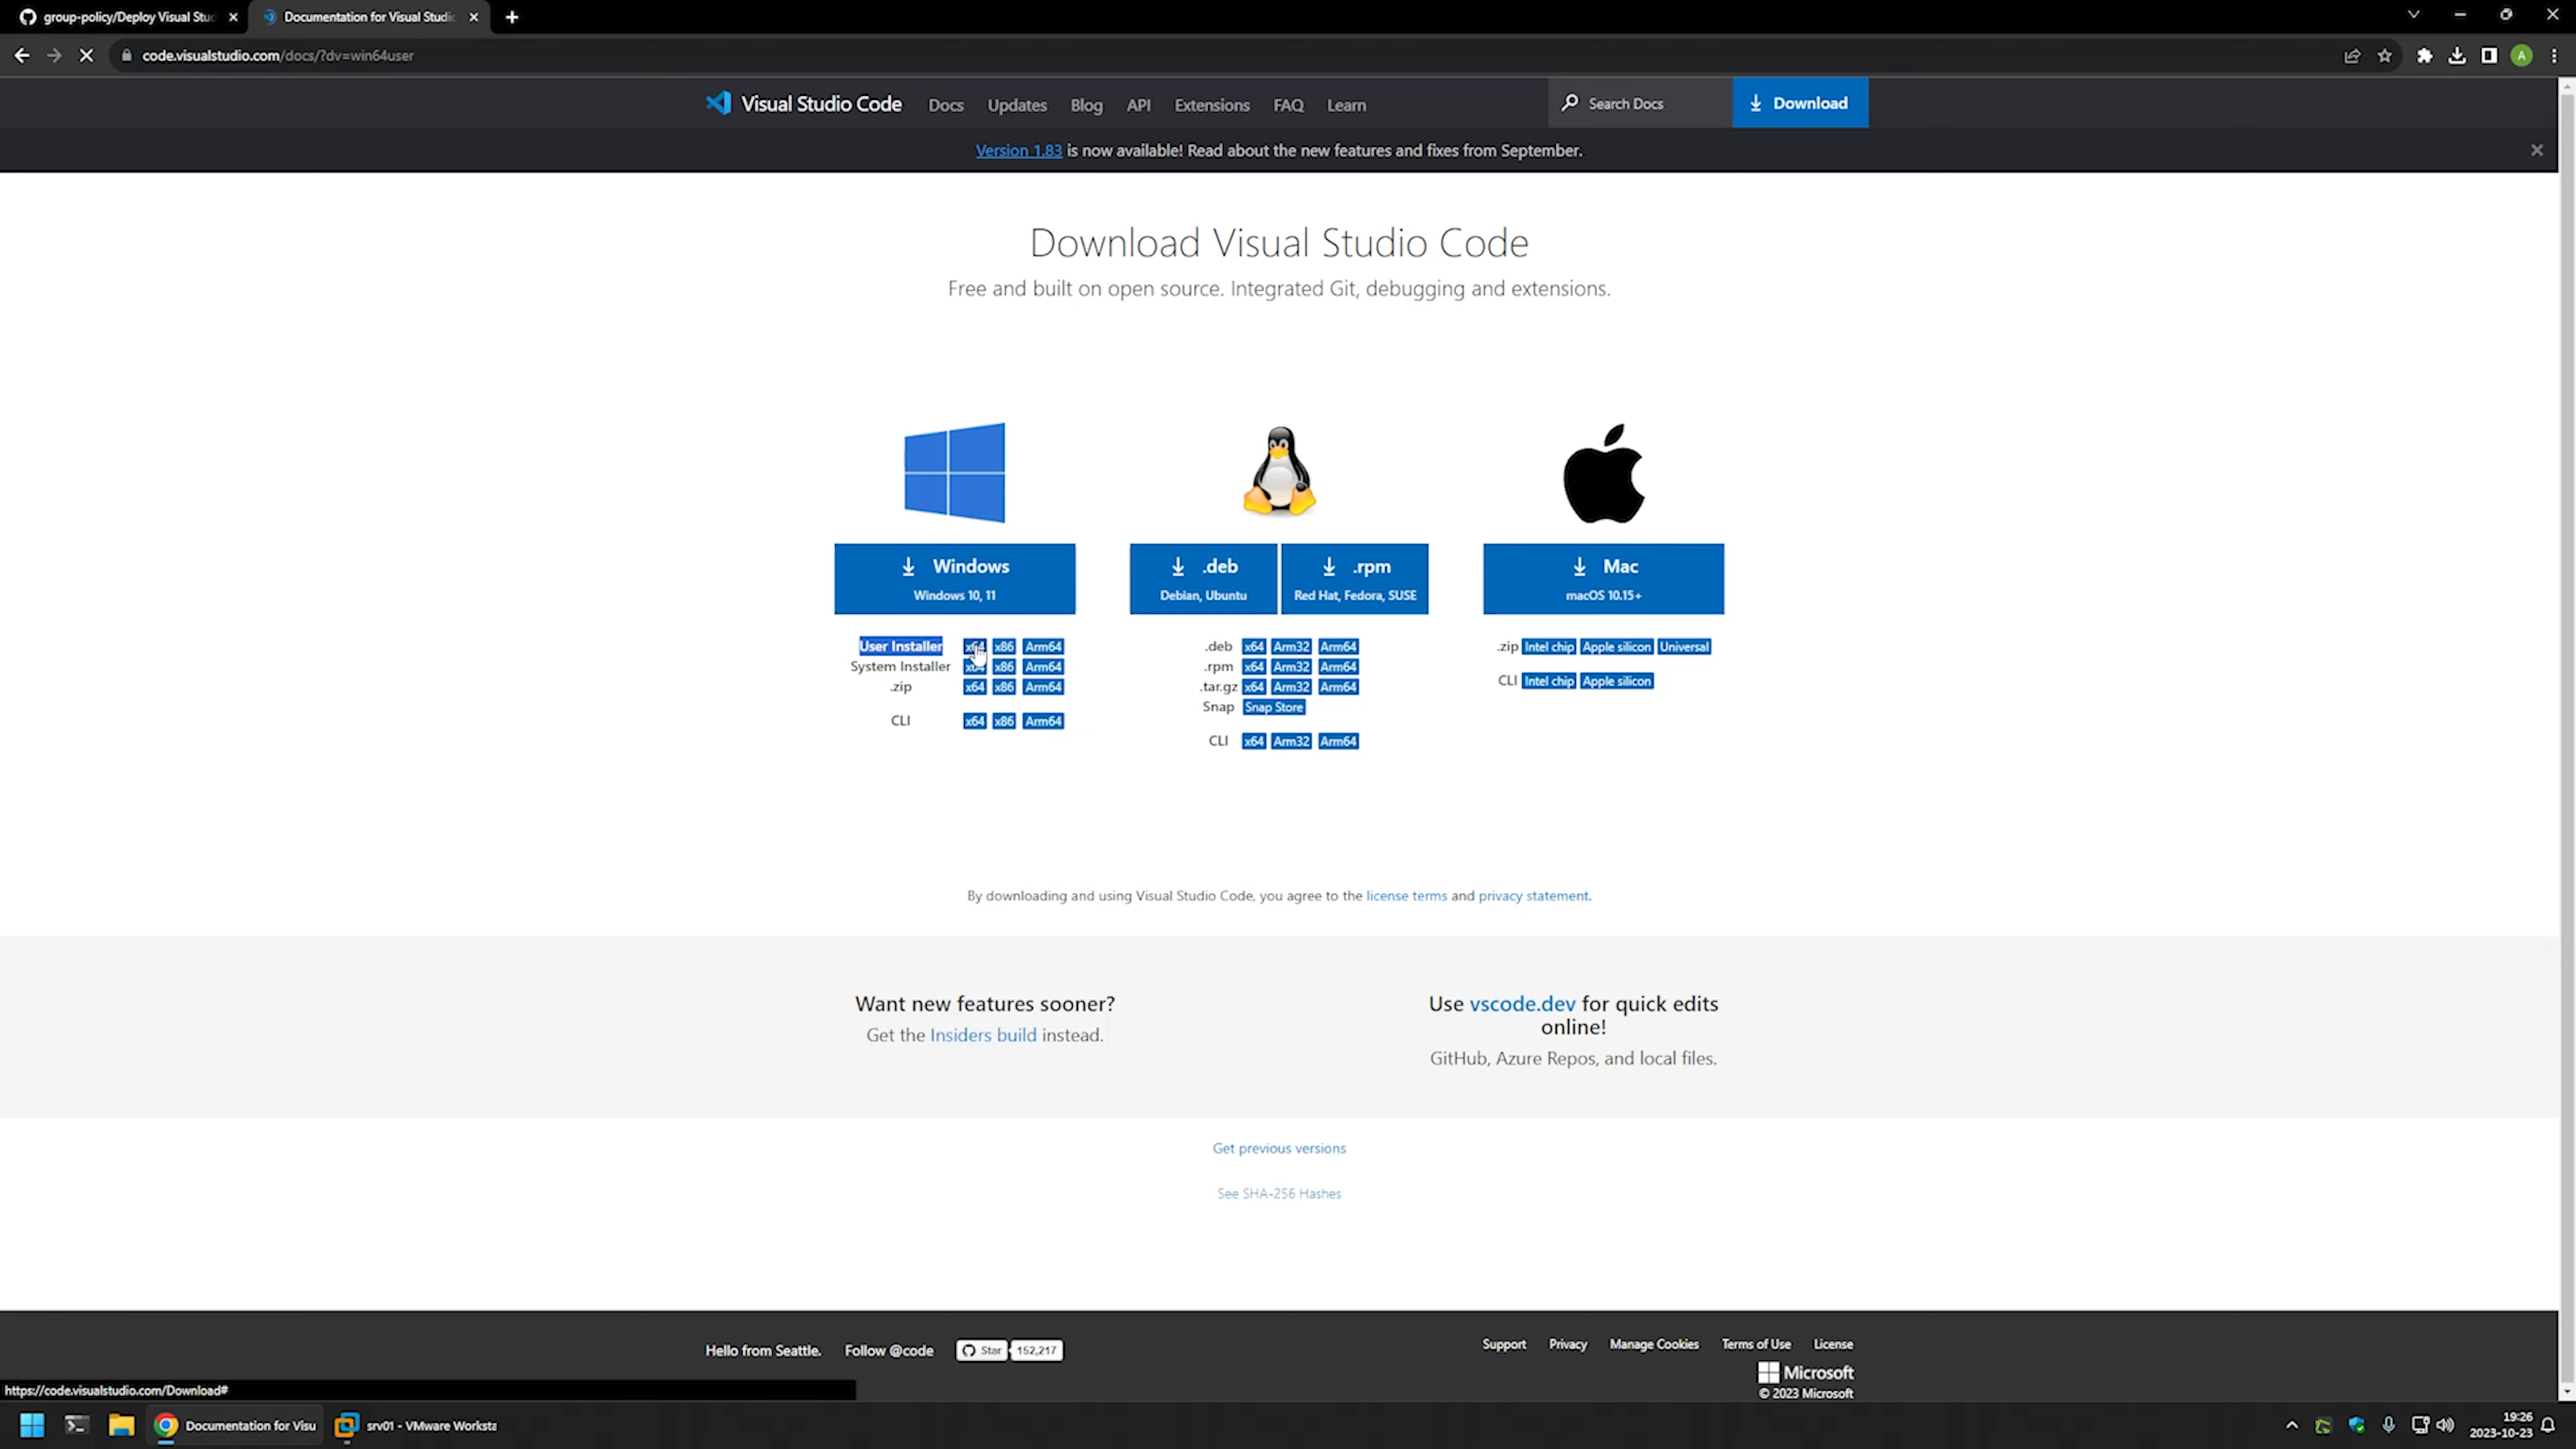 group-policy/Deploy Visual Stu
Documentation for Visual Studi
code.visualstudio.com/docs/?dv=win64user
A
Visual Studio Code Docs Updates Blog API Extensions FAQ Learn Search Docs Download
Version 1.83 is now available! Read about the new features and fixes from September.
Download Visual Studio Code
Free and built on open source. Integrated Git, debugging and extensions.
Windows
Windows 10, 11
User Installer x64 x86 Arm64
System Installer x64 x86 Arm64
.zip x64 x86 Arm64
CLI x64 x86 Arm64
.deb
Debian, Ubuntu
.rpm
Red Hat, Fedora, SUSE
.deb x64 Arm32 Arm64
.rpm x64 Arm32 Arm64
.tar.gz x64 Arm32 Arm64
Snap Snap Store
CLI x64 Arm32 Arm64
Mac
macOS 10.15+
.zip Intel chip Apple silicon Universal
CLI Intel chip Apple silicon
By downloading and using Visual Studio Code, you agree to the license terms and privacy statement.
Want new features sooner?
Get the Insiders build instead.
Use vscode.dev for quick edits
online!
GitHub, Azure Repos, and local files.
Get previous versions
See SHA-256 Hashes
Hello from Seattle. Follow @code Star 152,217
Support Privacy Manage Cookies Terms of Use License
Microsoft
© 2023 Microsoft
https://code.visualstudio.com/Download#
Documentation for Visu
srv01 - VMware Worksta
19:26
2023-10-23